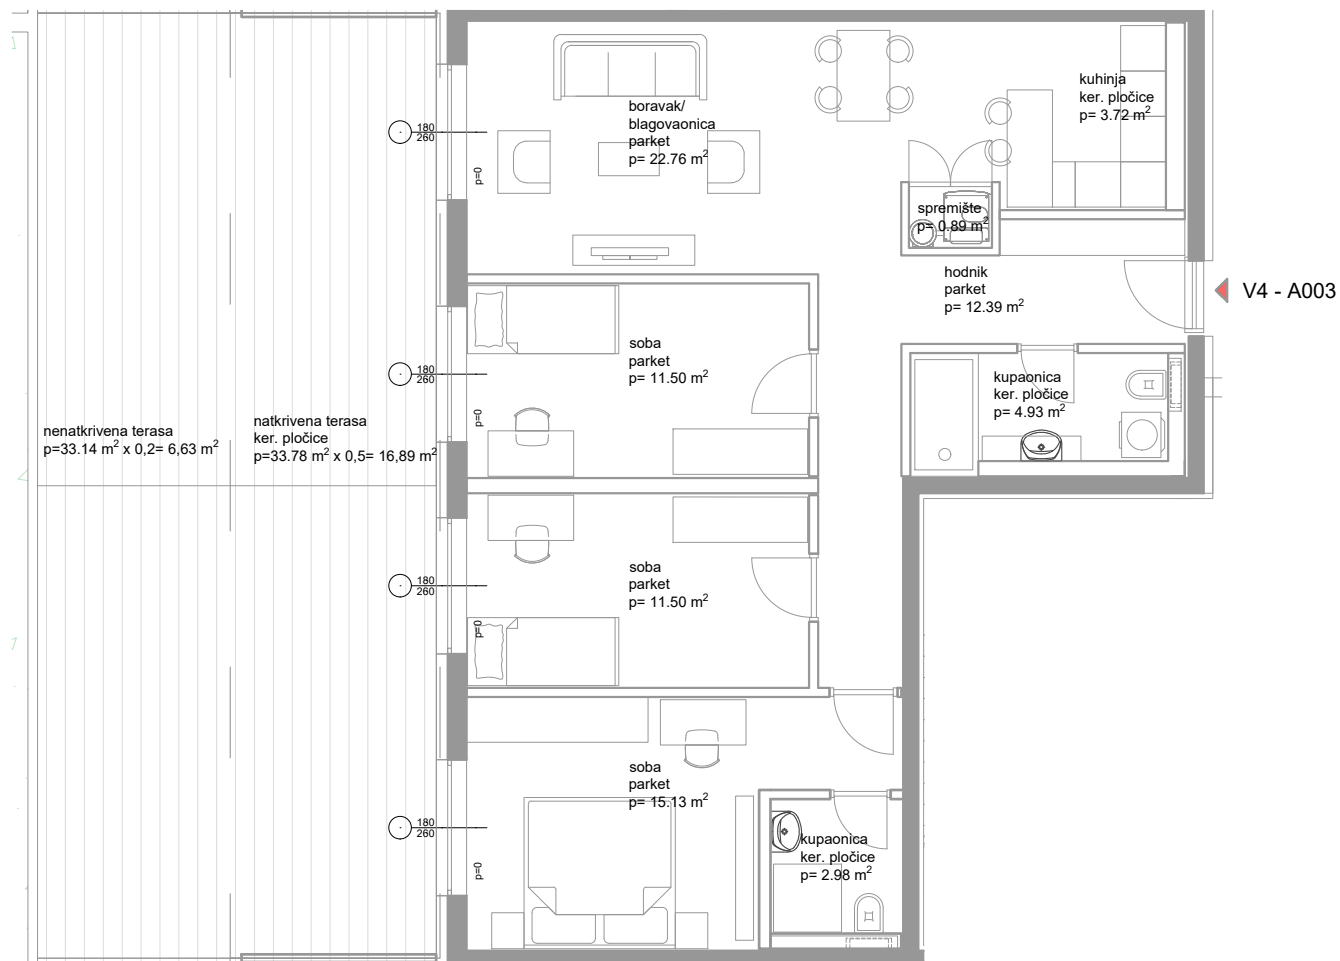 boravak/
blagovaonica
parket
p= 22.76 m²
kuhinja
ker. pločice
p= 3.72 m²
180
260
p=0
spremište
p= 0.89 m²
hodnik
parket
p= 12.39 m²
V4 - A003
soba
parket
p= 11.50 m²
180
260
p=0
kupaonica
ker. pločice
p= 4.93 m²
nenatkrivena terasa
p=33.14 m² x 0,2= 6,63 m²
natkrivena terasa
ker. pločice
p=33.78 m² x 0,5= 16,89 m²
soba
parket
p= 11.50 m²
180
260
p=0
soba
parket
p= 15.13 m²
180
260
p=0
kupaonica
ker. pločice
p= 2.98 m²